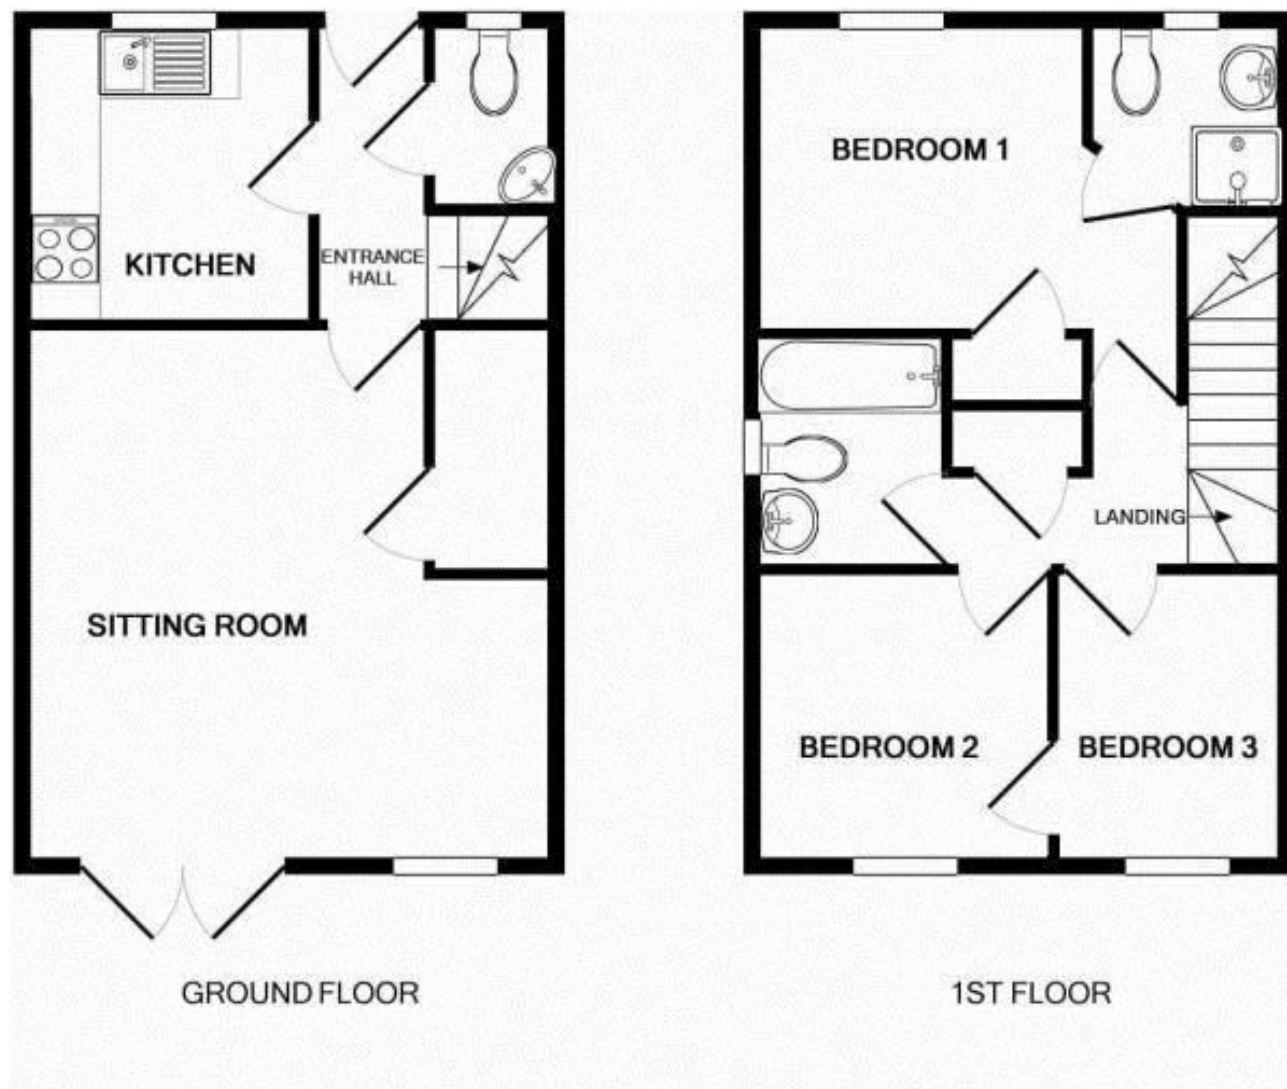 KITCHEN
ENTRANCE
HALL
SITTING ROOM
GROUND FLOOR
BEDROOM 1
LANDING
BEDROOM 2
BEDROOM 3
1ST FLOOR